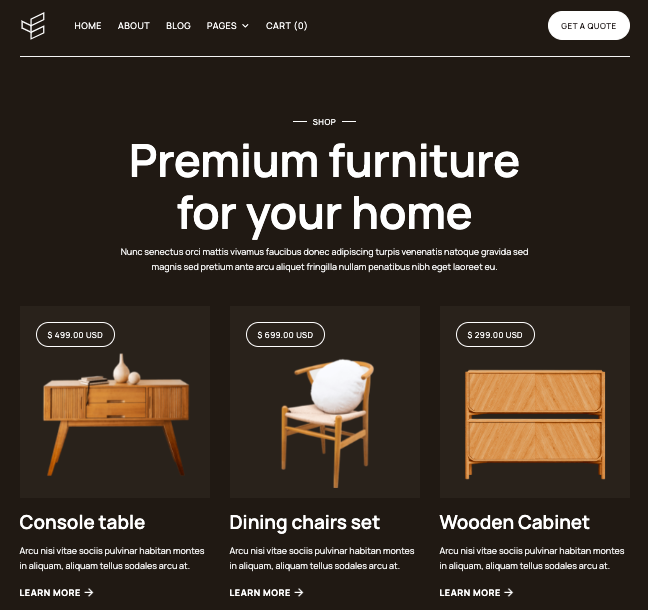 HOME ABOUT BLOG PAGES CART (0) GET A QUOTE
SHOP
Premium furniture
for your home
Nunc senectus orci mattis vivamus faucibus donec adipiscing turpis venenatis natoque gravida sed
magnis sed pretium ante arcu aliquet fringilla nullam penatibus nibh eget laoreet eu.
$ 499.00 USD
$ 699.00 USD
$ 299.00 USD
Console table
Dining chairs set
Wooden Cabinet
Arcu nisi vitae sociis pulvinar habitan montes
in aliquam, aliquam tellus sodales arcu at.
Arcu nisi vitae sociis pulvinar habitan montes
in aliquam, aliquam tellus sodales arcu at.
Arcu nisi vitae sociis pulvinar habitan montes
in aliquam, aliquam tellus sodales arcu at.
LEARN MORE →
LEARN MORE →
LEARN MORE →